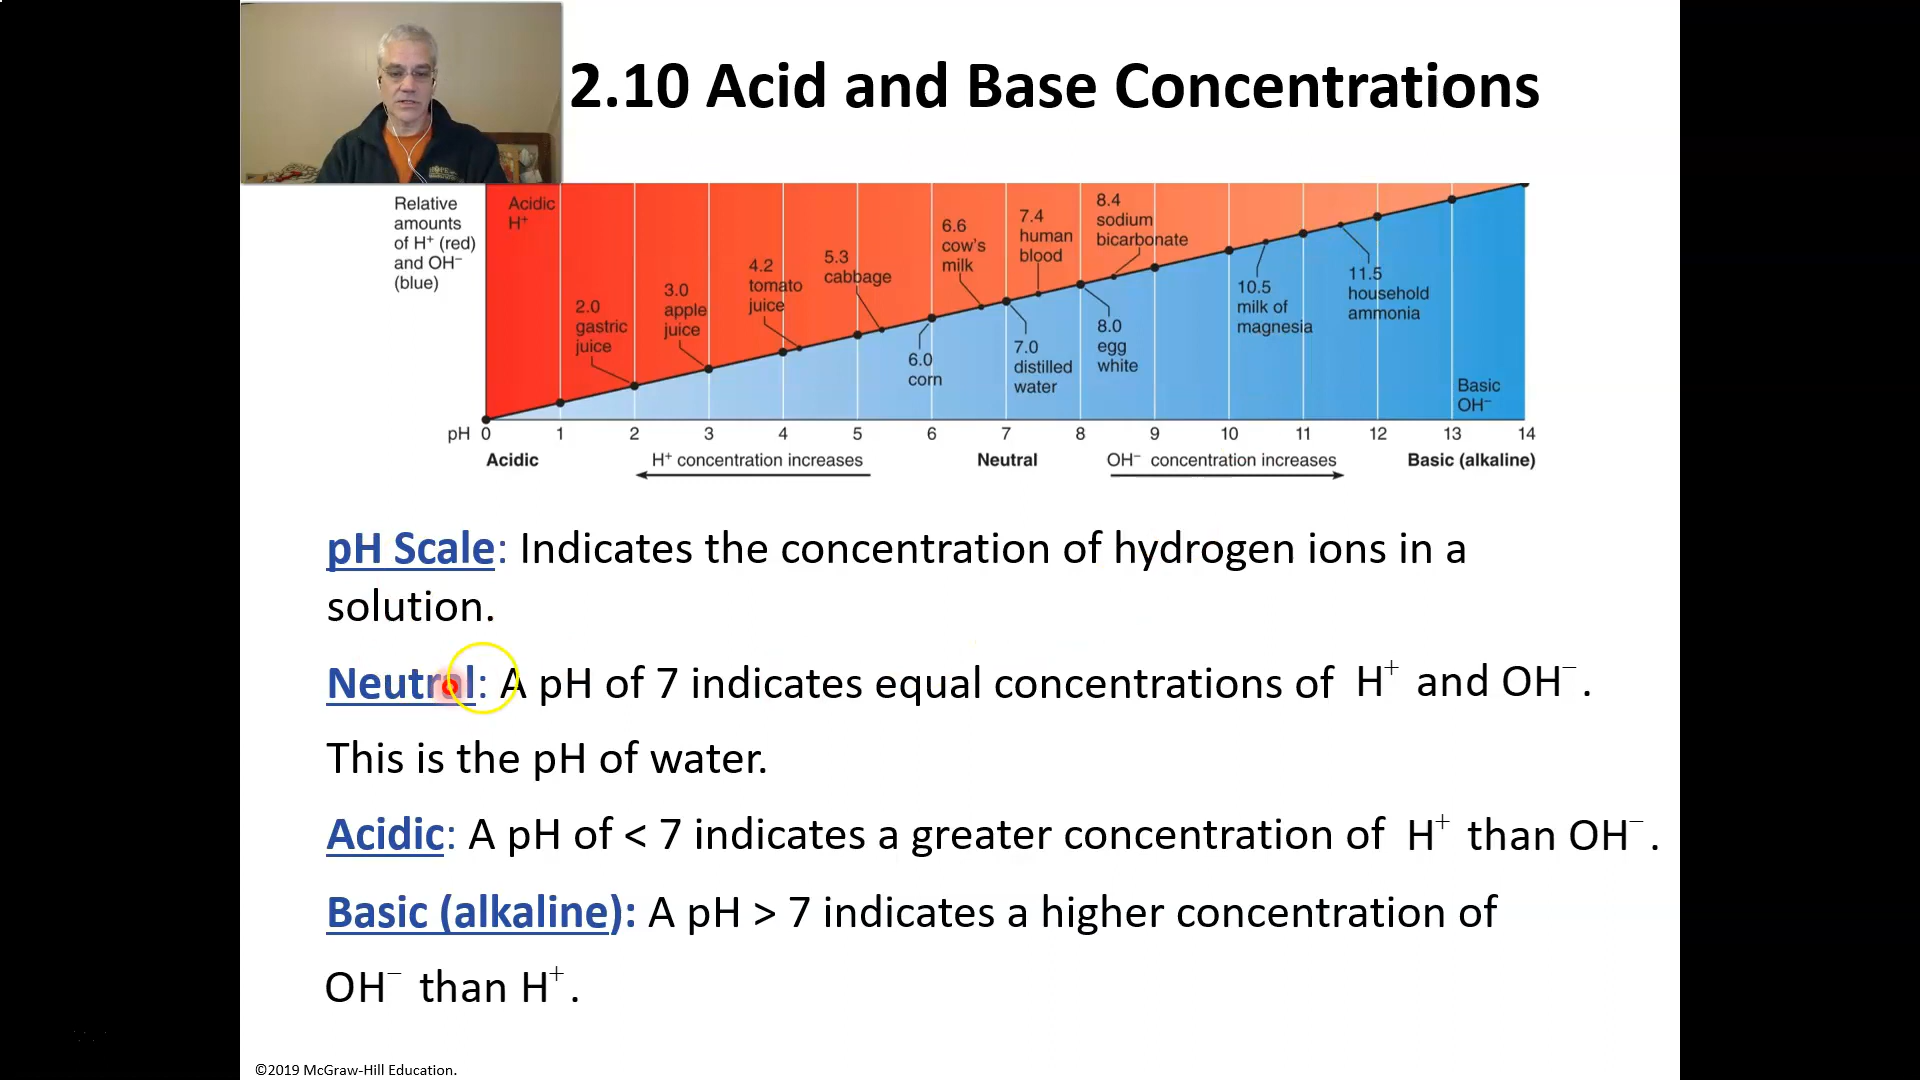 2.10 Acid and Base Concentrations
Relative
amounts
of H⁺ (red)
and OH⁻
(blue)
Acidic
H⁺
2.0
gastric
juice
3.0
apple
juice
4.2
tomato
juice
5.3
cabbage
6.0
corn
6.6
cow's
milk
7.0
distilled
water
7.4
human
blood
8.0
egg
white
8.4
sodium
bicarbonate
10.5
milk of
magnesia
11.5
household
ammonia
Basic
OH⁻
pH 0 1 2 3 4 5 6 7 8 9 10 11 12 13 14
Acidic H⁺ concentration increases Neutral OH⁻ concentration increases Basic (alkaline)
pH Scale: Indicates the concentration of hydrogen ions in a
solution.
Neutral: A pH of 7 indicates equal concentrations of H⁺ and OH⁻.
This is the pH of water.
Acidic: A pH of < 7 indicates a greater concentration of H⁺ than OH⁻.
Basic (alkaline): A pH > 7 indicates a higher concentration of
OH⁻ than H⁺.
©2019 McGraw-Hill Education.